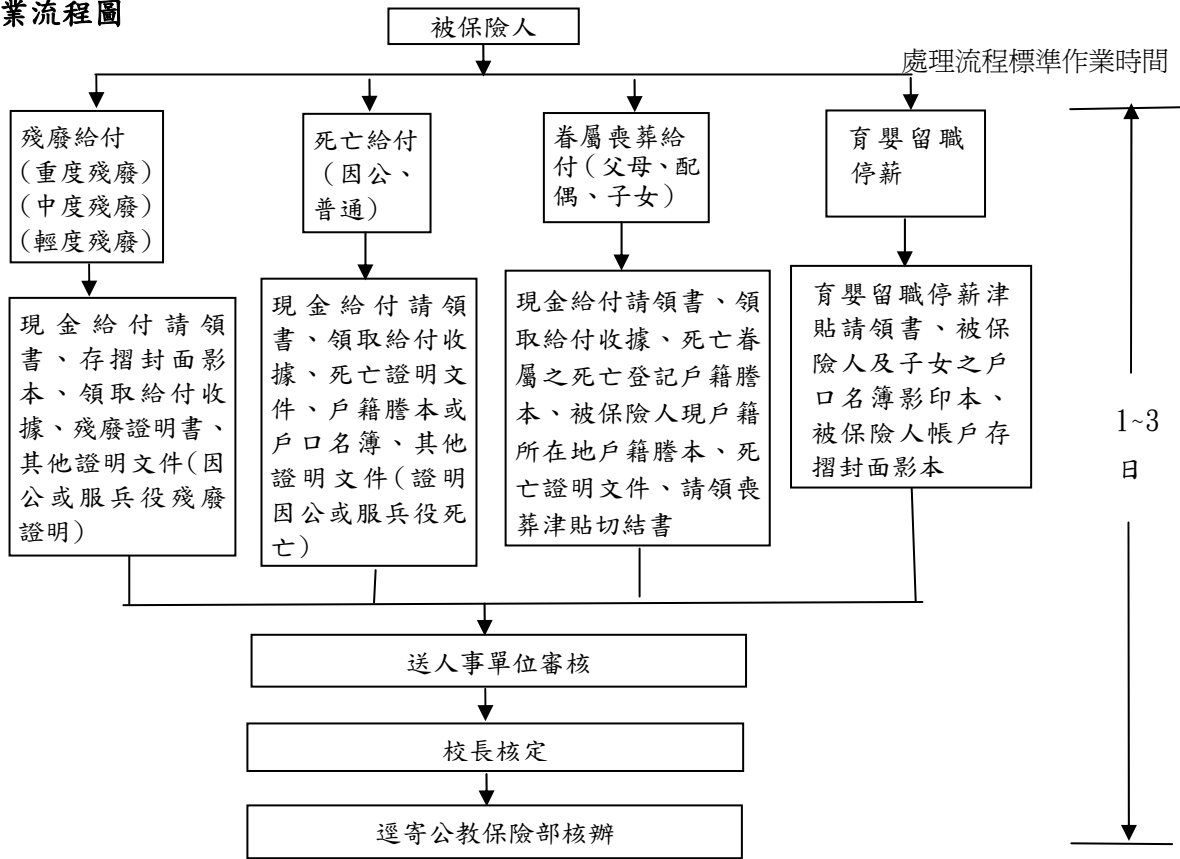 業流程圖
被保險人
處理流程標準作業時間
殘廢給付
(重度殘廢)
(中度殘廢)
(輕度殘廢)
死亡給付
(因公、
普通)
眷屬喪葬給
付(父母、配
偶、子女)
育嬰留職
停薪
現金給付請領
書、存摺封面影
本、領取給付收
據、殘廢證明書、
其他證明文件(因
公或服兵役殘廢
證明)
現金給付請領
書、領取給付收
據、死亡證明文
件、戶籍謄本或
戶口名簿、其他
證明文件(證明
因公或服兵役死
亡)
現金給付請領書、領
取給付收據、死亡眷
屬之死亡登記戶籍謄
本、被保險人現戶籍
所在地戶籍謄本、死
亡證明文件、請領喪
葬津貼切結書
育嬰留職停薪津
貼請領書、被保
險人及子女之戶
口名簿影印本、
被保險人帳戶存
摺封面影本
1~3
日
送人事單位審核
校長核定
逕寄公教保險部核辦